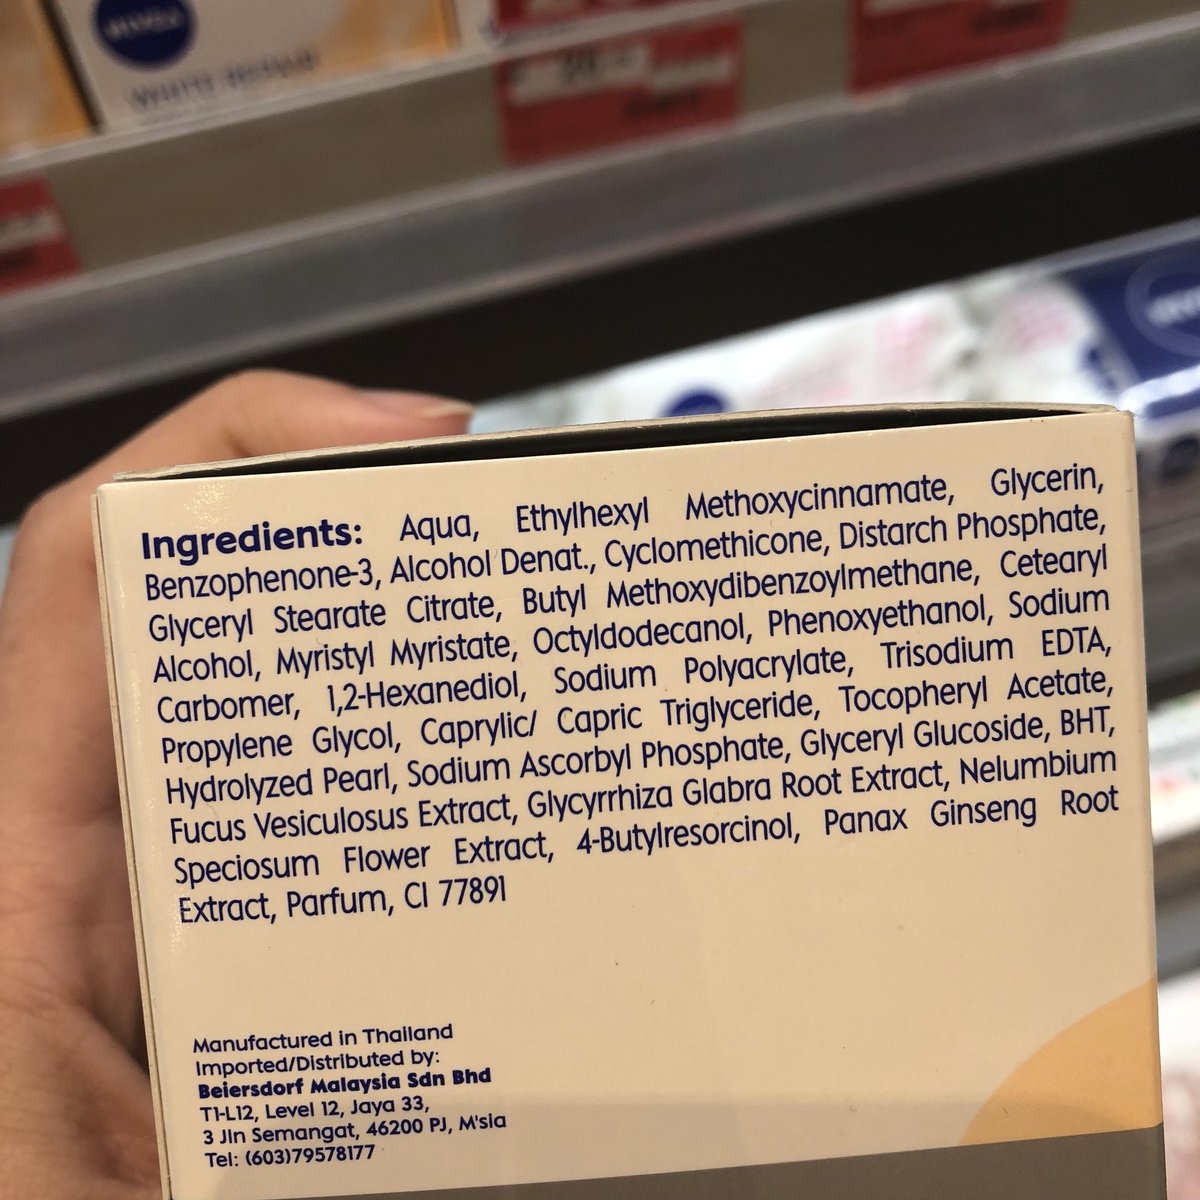 NIVEA
WHITE REPAIR
Ingredients: Aqua, Ethylhexyl Methoxycinnamate, Glycerin,
Benzophenone-3, Alcohol Denat., Cyclomethicone, Distarch Phosphate,
Glyceryl Stearate Citrate, Butyl Methoxydibenzoylmethane, Cetearyl
Alcohol, Myristyl Myristate, Octyldodecanol, Phenoxyethanol, Sodium
Carbomer, 1,2-Hexanediol, Sodium Polyacrylate, Trisodium EDTA,
Propylene Glycol, Caprylic/ Capric Triglyceride, Tocopheryl Acetate,
Hydrolyzed Pearl, Sodium Ascorbyl Phosphate, Glyceryl Glucoside, BHT,
Fucus Vesiculosus Extract, Glycyrrhiza Glabra Root Extract, Nelumbium
Speciosum Flower Extract, 4-Butylresorcinol, Panax Ginseng Root
Extract, Parfum, CI 77891
Manufactured in Thailand
Imported/Distributed by:
Beiersdorf Malaysia Sdn Bhd
T1-L12, Level 12, Jaya 33,
3 Jln Semangat, 46200 PJ, M'sia
Tel: (603)79578177